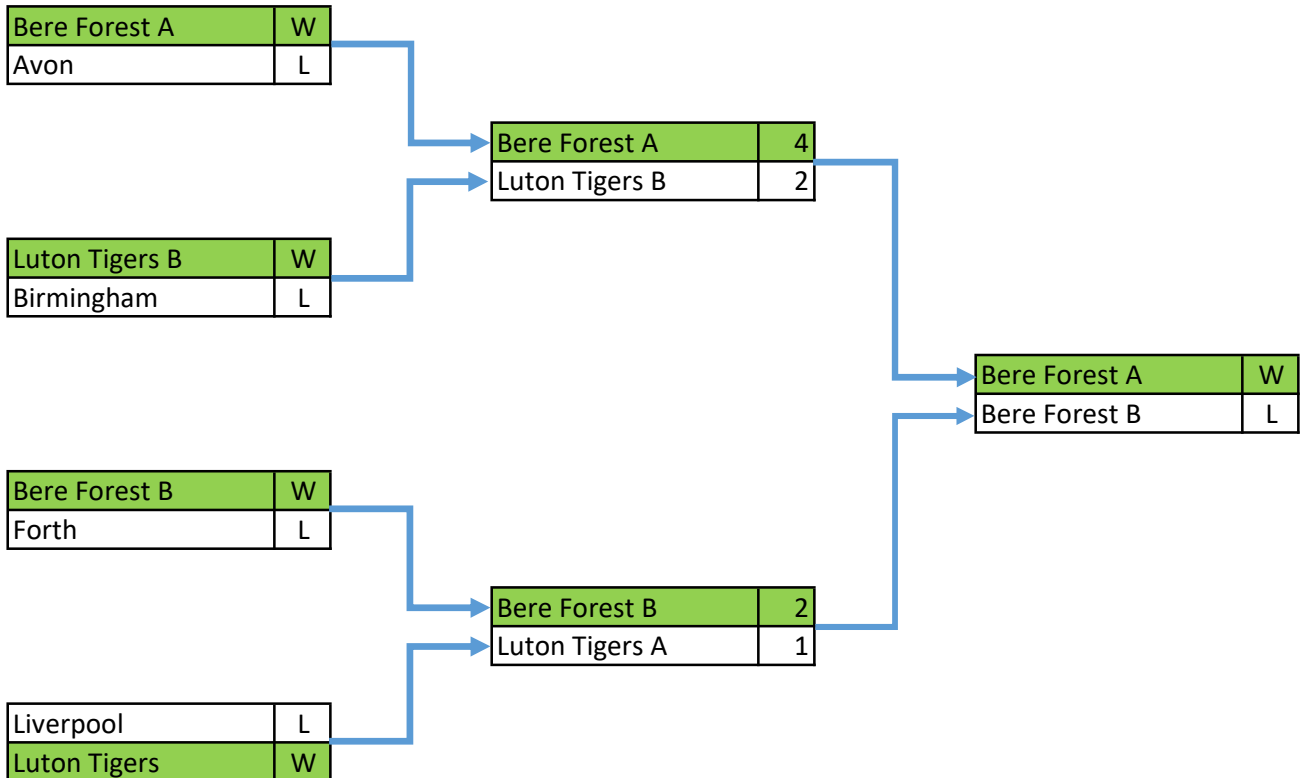 Bere Forest A W
Avon L
Bere Forest A 4
Luton Tigers B 2
Luton Tigers B W
Birmingham L
Bere Forest A W
Bere Forest B L
Bere Forest B W
Forth L
Bere Forest B 2
Luton Tigers A 1
Liverpool L
Luton Tigers W